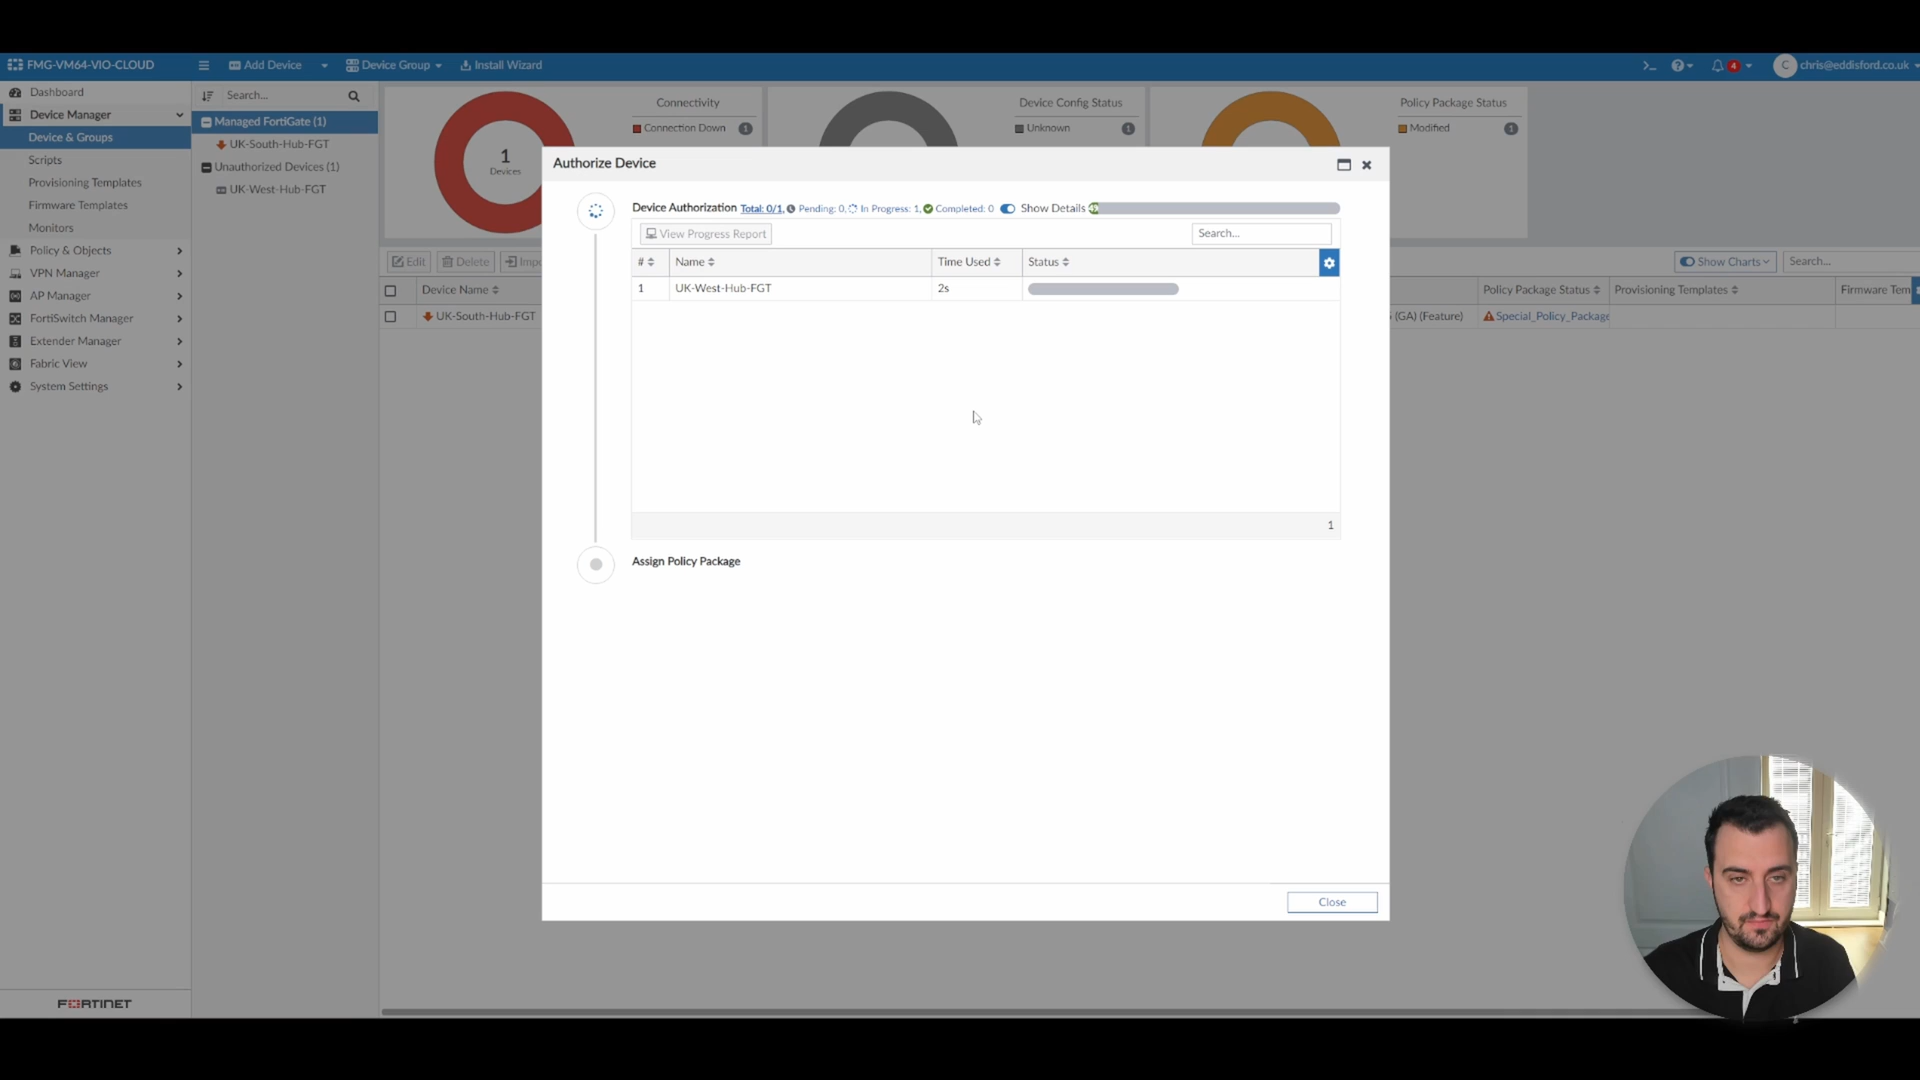 FMG-VM64-VIO-CLOUD
Add Device
Device Group
Install Wizard
4
C
chris@eddisford.co.uk
Dashboard
Device Manager
Device & Groups
Scripts
Provisioning Templates
Firmware Templates
Monitors
Policy & Objects
VPN Manager
AP Manager
FortiSwitch Manager
Extender Manager
Fabric View
System Settings
FORTINET
Search...
Managed FortiGate (1)
UK-South-Hub-FGT
Unauthorized Devices (1)
UK-West-Hub-FGT
1
Devices
Connectivity
Connection Down 1
Device Config Status
Unknown 1
Policy Package Status
Modified 1
Edit
Delete
Impo
Show Charts
Search...
Device Name
Policy Package Status
Provisioning Templates
Firmware Tem
UK-South-Hub-FGT
(GA) (Feature)
Special_Policy_Package
Authorize Device
Device Authorization Total: 0/1, Pending: 0, In Progress: 1, Completed: 0 Show Details
View Progress Report
Search...
# Name Time Used Status
1 UK-West-Hub-FGT 2s
1
Assign Policy Package
Close